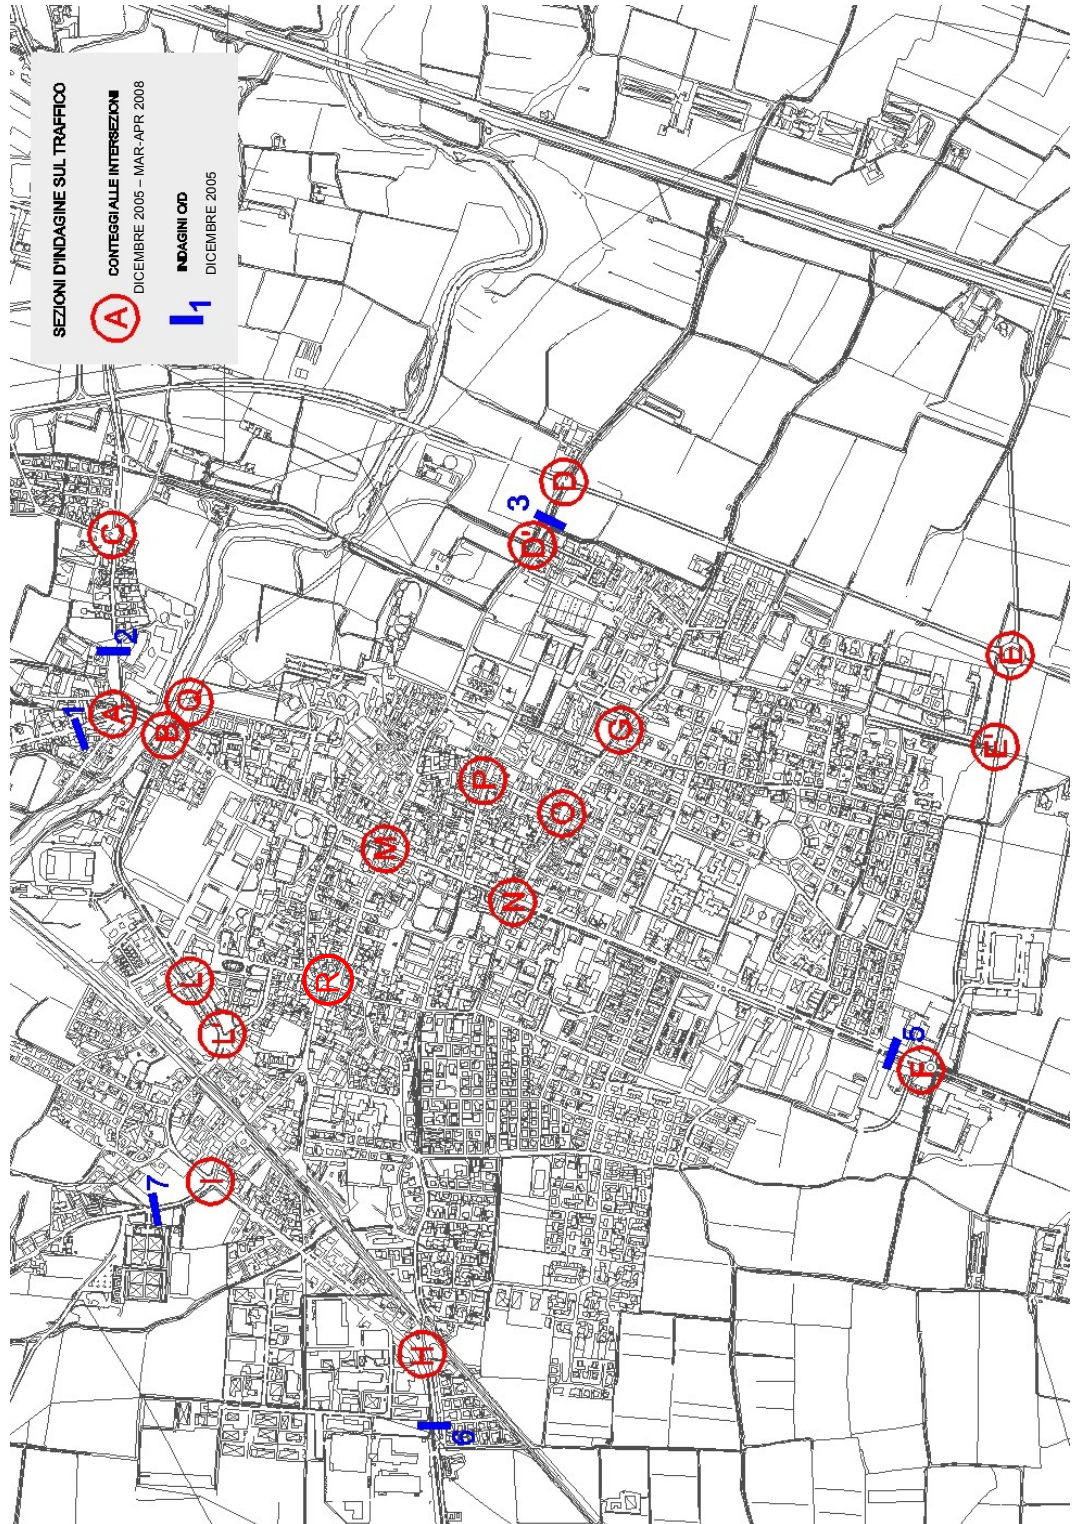 SEZIONI D'INDAGINE SUL TRAFFICO
A
CONTEGGI ALLE INTERSEZIONI
DICEMBRE 2005 – MAR-APR 2008
1
INDAGINI O/D
DICEMBRE 2005
C
2
1
A
Q
B
D
3
D'
E
E'
G
P
O
M
N
L
L'
R
5
F
I
7
H
6